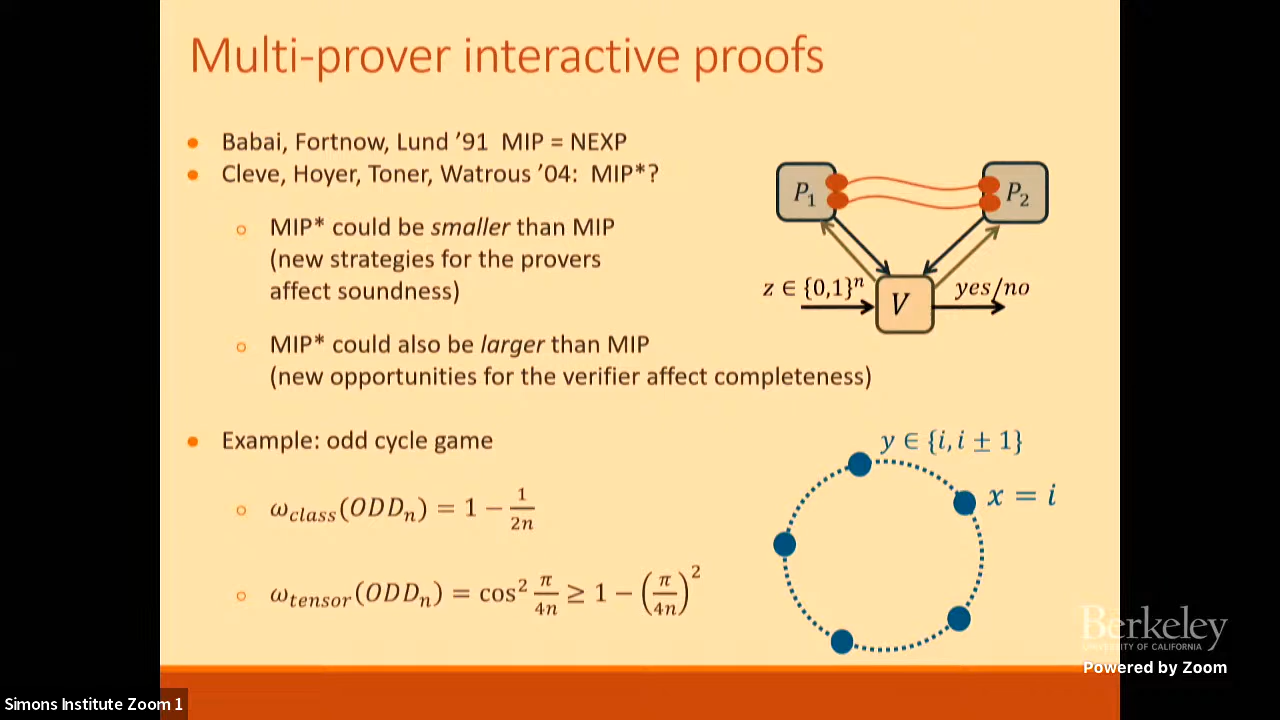 Multi-prover interactive proofs
• Babai, Fortnow, Lund ’91 MIP = NEXP
• Cleve, Hoyer, Toner, Watrous ’04: MIP*?
○ MIP* could be smaller than MIP
(new strategies for the provers
affect soundness)
○ MIP* could also be larger than MIP
(new opportunities for the verifier affect completeness)
• Example: odd cycle game
○ ω_class(ODD_n) = 1 − 1/2n
○ ω_tensor(ODD_n) = cos² π/4n ≥ 1 − (π/4n)²
P₁
P₂
z ∈ {0,1}ⁿ
V
yes/no
y ∈ {i, i ± 1}
x = i
Berkeley
UNIVERSITY OF CALIFORNIA
Powered by Zoom
Simons Institute Zoom 1